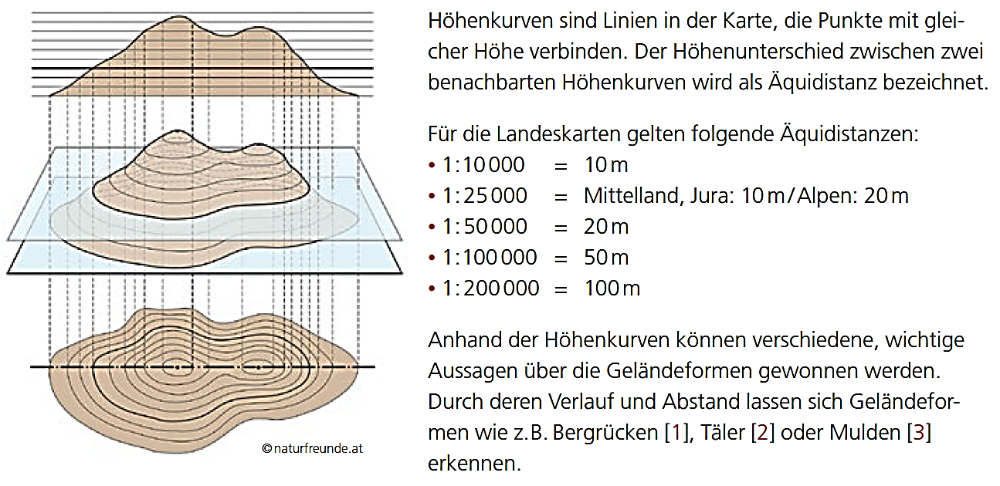 Höhenkurven sind Linien in der Karte, die Punkte mit glei-
cher Höhe verbinden. Der Höhenunterschied zwischen zwei
benachbarten Höhenkurven wird als Äquidistanz bezeichnet.
Für die Landeskarten gelten folgende Äquidistanzen:
• 1:10 000 = 10 m
• 1:25 000 = Mittelland, Jura: 10 m/Alpen: 20 m
• 1:50 000 = 20 m
• 1:100 000 = 50 m
• 1:200 000 = 100 m
Anhand der Höhenkurven können verschiedene, wichtige
Aussagen über die Geländeformen gewonnen werden.
Durch deren Verlauf und Abstand lassen sich Geländefor-
men wie z.B. Bergrücken [1], Täler [2] oder Mulden [3]
erkennen.
© naturfreunde.at